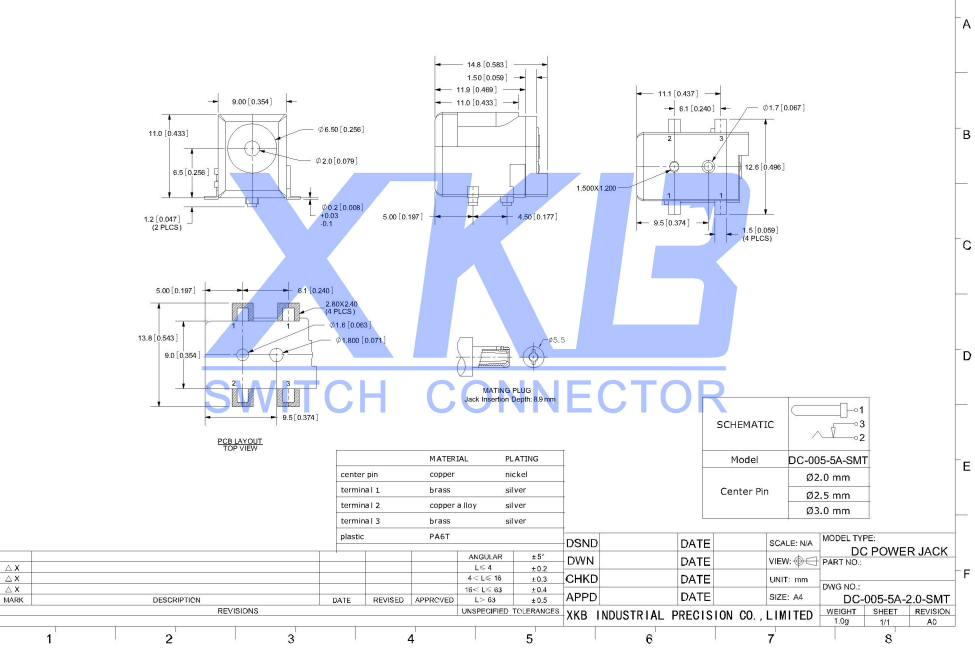 A
14.8 [0.583]
1.50 [0.059]
11.9 [0.469]
11.0 [0.433]
9.00 [0.354]
11.1 [0.437]
6.1 [0.240]
Ø1.7 [0.067]
11.0 [0.433]
Ø6.50 [0.256]
Ø2.0 [0.079]
6.5 [0.256]
B
2
3
12.6 [0.496]
1.500X1.200
1
1
1.2 [0.047]
(2 PLCS)
Ø0.2 [0.008]
+0.03
-0.1
5.00 [0.197]
4.50 [0.177]
9.5 [0.374]
1.5 [0.059]
(4 PLCS)
C
XKB
SWITCH CONNECTOR
5.00 [0.197]
6.1 [0.240]
2.80X2.40
(4 PLCS)
1
1
Ø1.6 [0.063]
Ø1.800 [0.071]
13.8 [0.543]
9.0 [0.354]
2
3
9.5 [0.374]
PCB LAYOUT
TOP VIEW
Ø5.5
MATING PLUG
Jack Insertion Depth: 8.9 mm
D
SCHEMATIC
1
3
2
Model DC-005-5A-SMT
Center Pin
Ø2.0 mm
Ø2.5 mm
Ø3.0 mm
E
MATERIAL PLATING
center pin copper nickel
terminal 1 brass silver
terminal 2 copper alloy silver
terminal 3 brass silver
plastic PA6T
DSND DATE
DWN DATE
CHKD DATE
APPD DATE
SCALE: N/A
VIEW:
UNIT: mm
SIZE: A4
MODEL TYPE:
DC POWER JACK
PART NO.:
DWG NO.:
DC-005-5A-2.0-SMT
WEIGHT SHEET REVISION
1.0g 1/1 A0
XKB INDUSTRIAL PRECISION CO.,LIMITED
F
ANGULAR ±5°
L≤ 4 ±0.2
4< L≤ 16 ±0.3
16< L≤ 63 ±0.4
L> 63 ±0.5
UNSPECIFIED TOLERANCES
△ X
△ X
△ X
MARK DESCRIPTION DATE REVISED APPROVED
REVISIONS
1 2 3 4 5 6 7 8